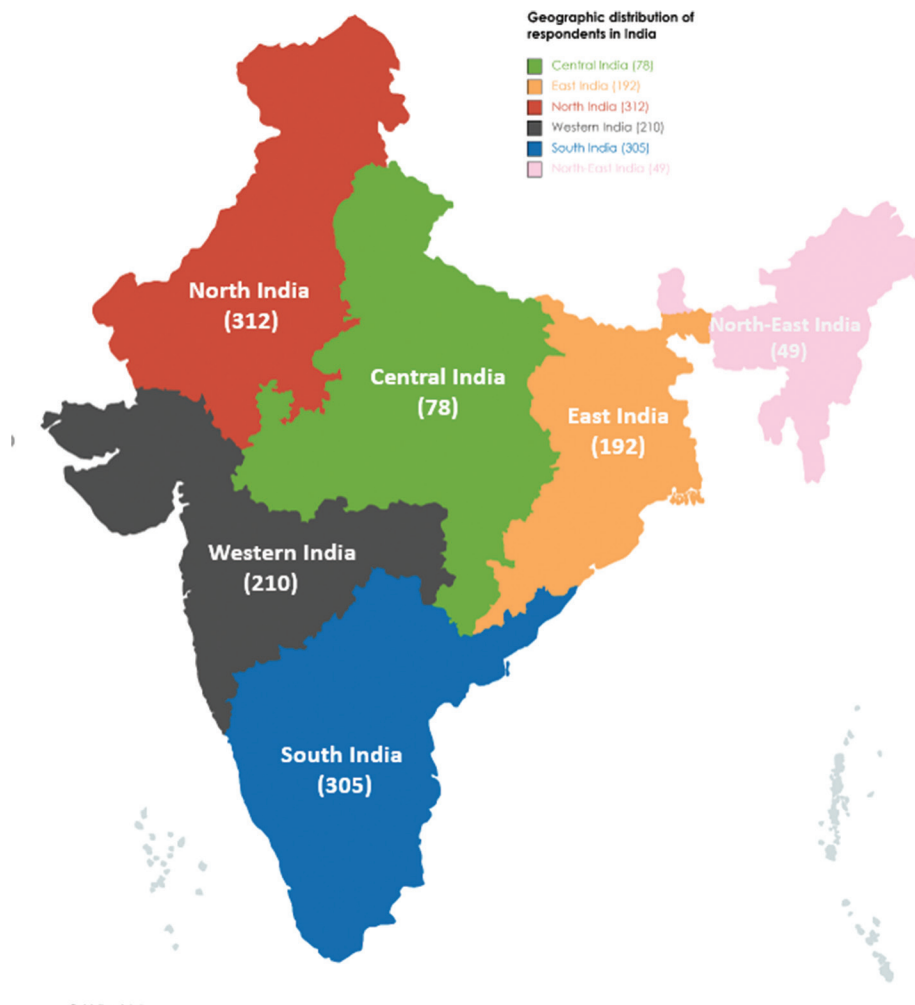 Geographic distribution of
respondents in India
Central India (78)
East India (192)
North India (312)
Western India (210)
South India (305)
North-East India (49)
North India
(312)
North-East India
(49)
Central India
(78)
East India
(192)
Western India
(210)
South India
(305)